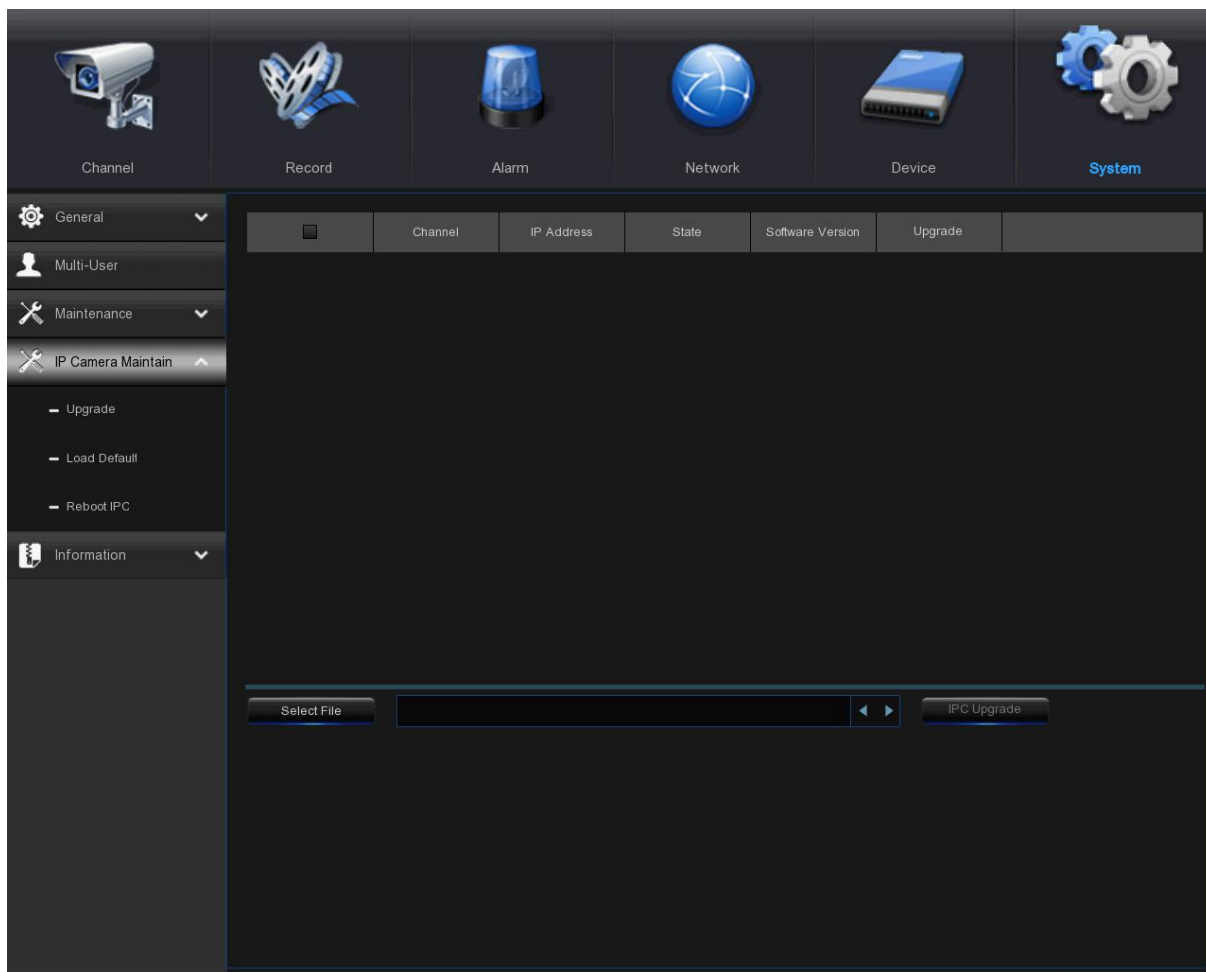 Channel Record Alarm Network Device System
General
Channel IP Address State Software Version Upgrade
Multi-User
Maintenance
IP Camera Maintain
Upgrade
Load Default
Reboot IPC
Information
Select File IPC Upgrade